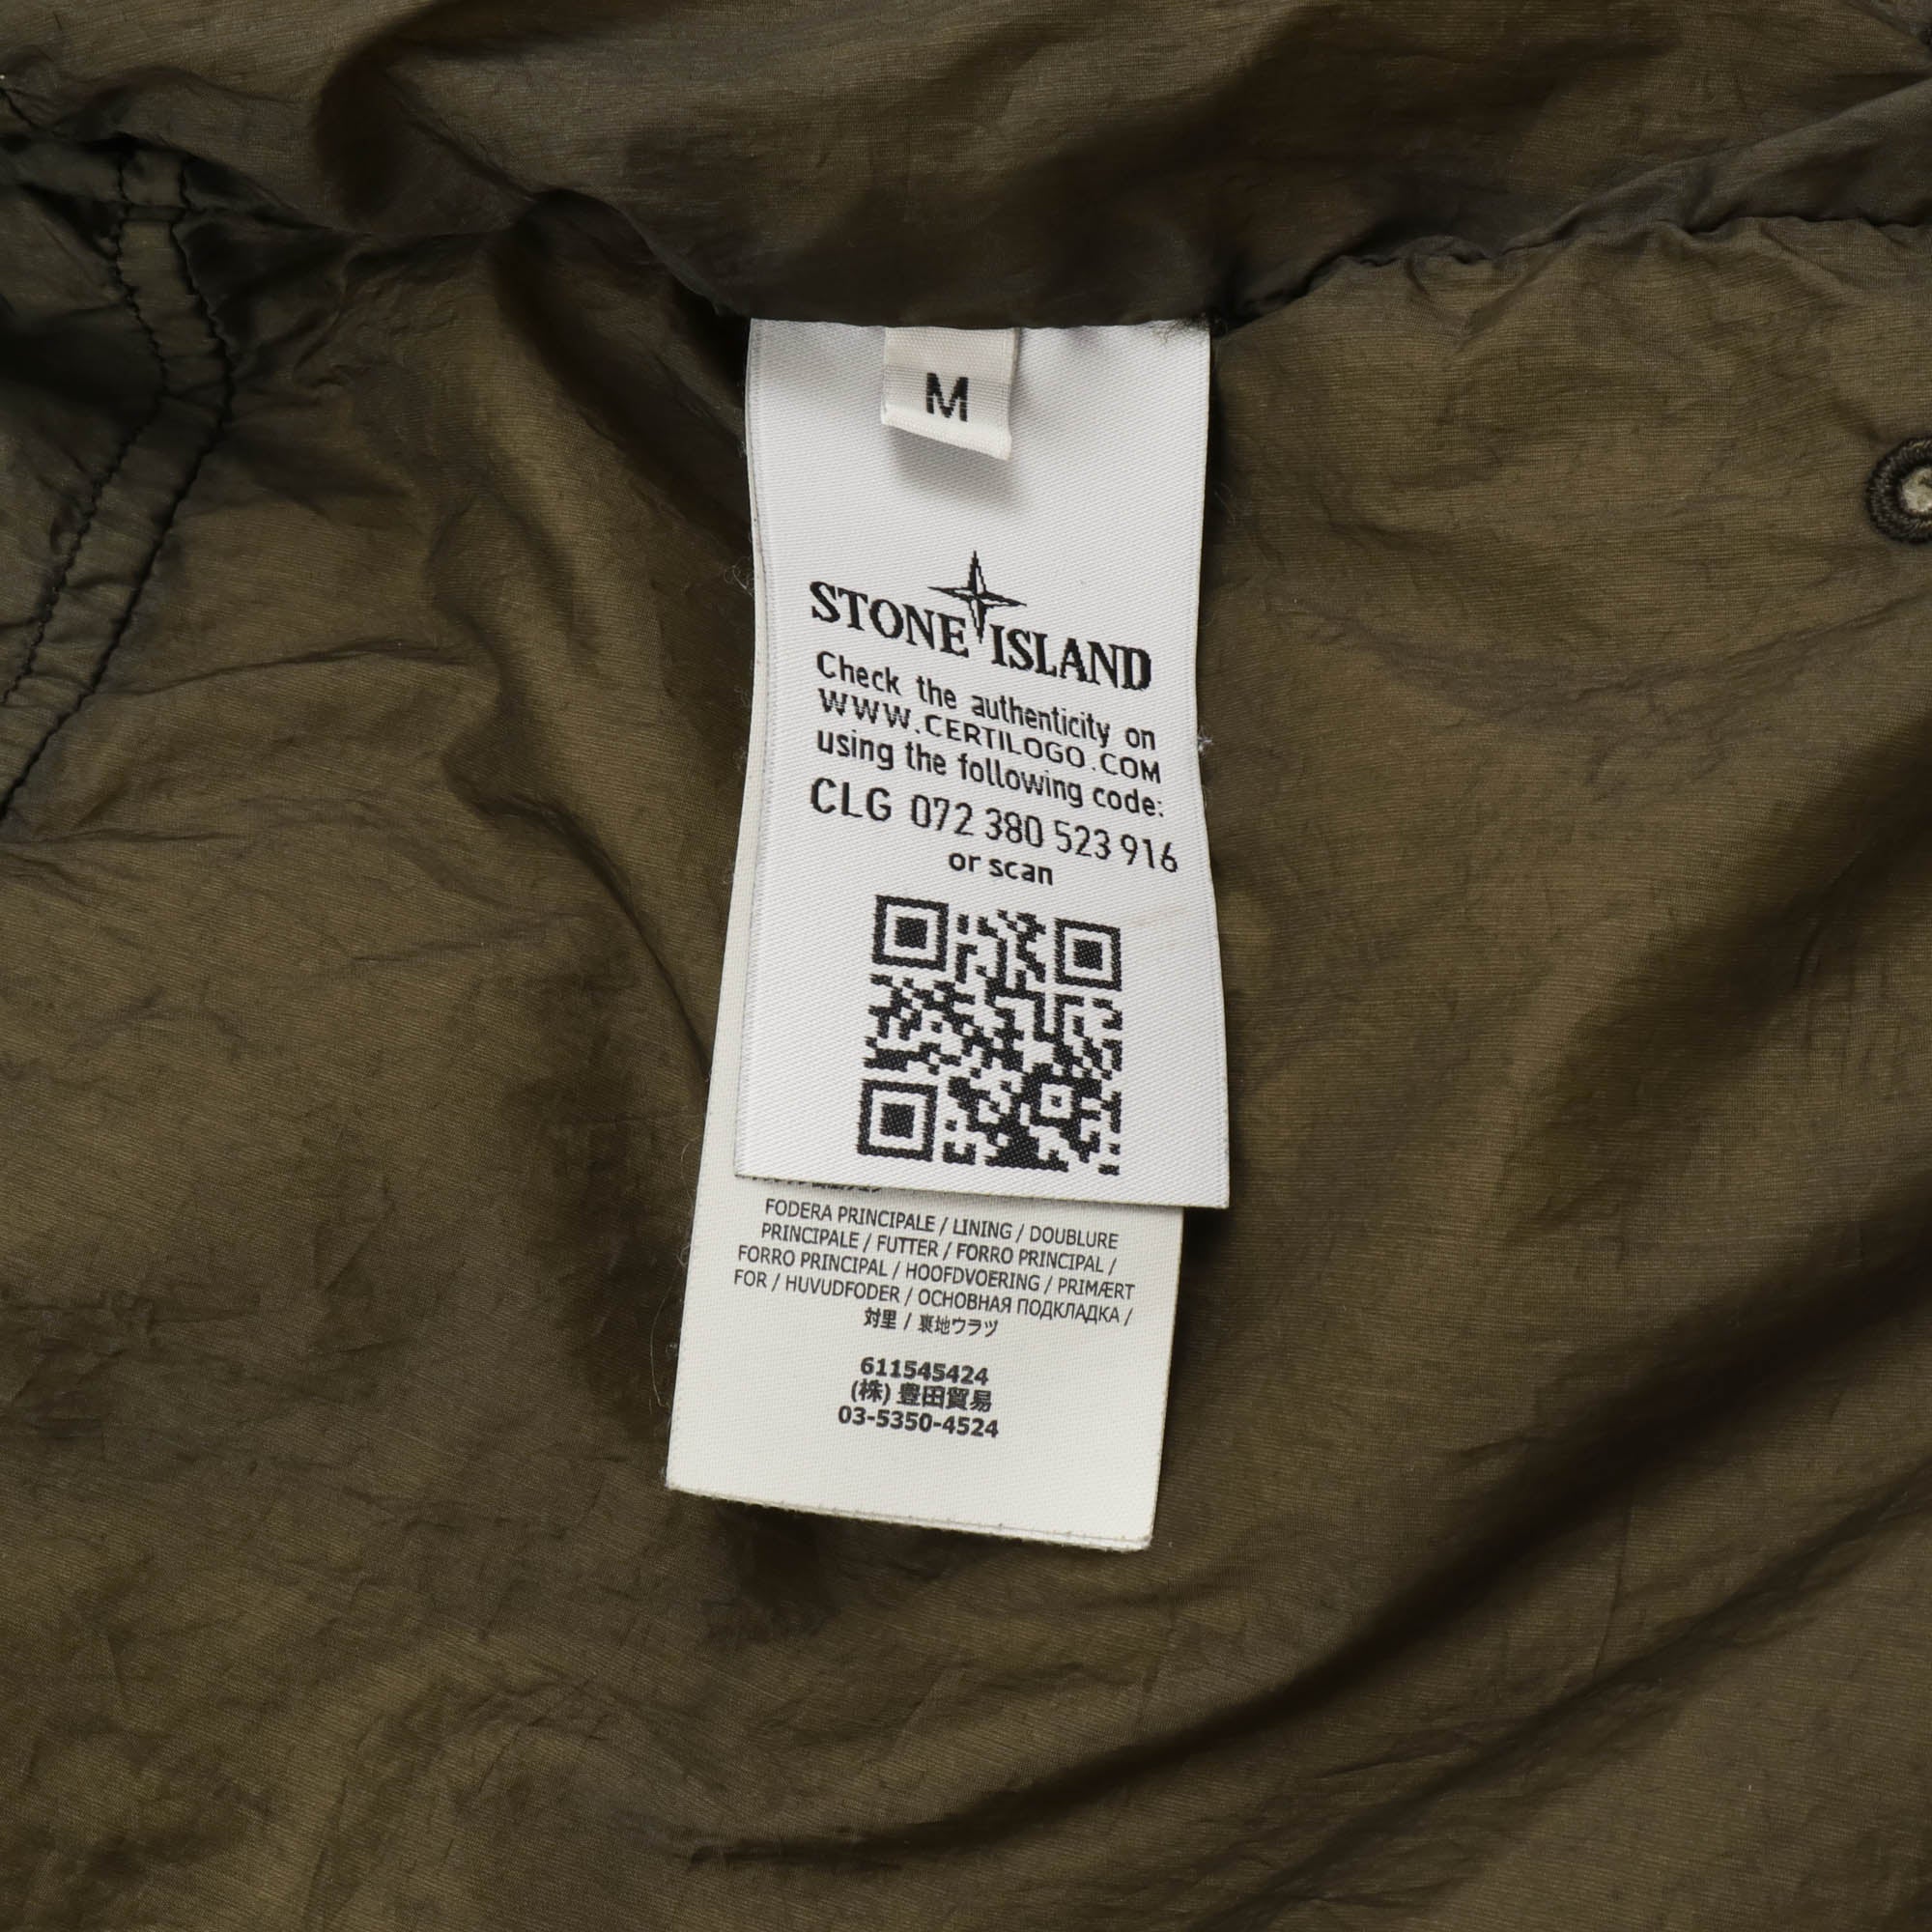 M
STONE ISLAND
Check the authenticity on
WWW.CERTILOGO.COM
using the following code:
CLG 072 380 523 916
or scan
FODERA PRINCIPALE / LINING / DOUBLURE
PRINCIPALE / FUTTER / FORRO PRINCIPAL /
FORRO PRINCIPAL / HOOFDVOERING / PRIMÆRT
FOR / HUVUDFODER / ОСНОВНАЯ ПОДКЛАДКА /
対里 / 裏地ウラヅ
611545424
(株) 豊田貿易
03-5350-4524